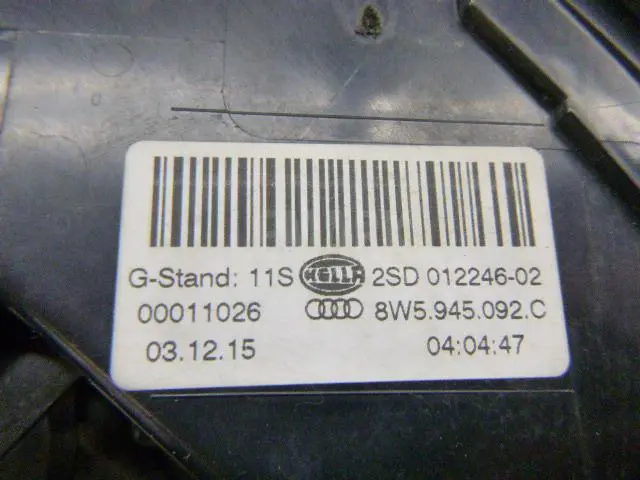 G-Stand: 11S HELLA 2SD 012246-02
00011026 8W5.945.092.C
03.12.15 04:04:47